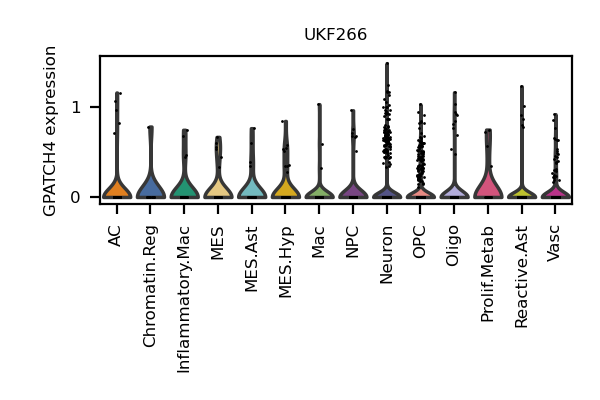 UKF266
GPATCH4 expression
1
0
AC
Chromatin.Reg
Inflammatory.Mac
MES
MES.Ast
MES.Hyp
Mac
NPC
Neuron
OPC
Oligo
Prolif.Metab
Reactive.Ast
Vasc